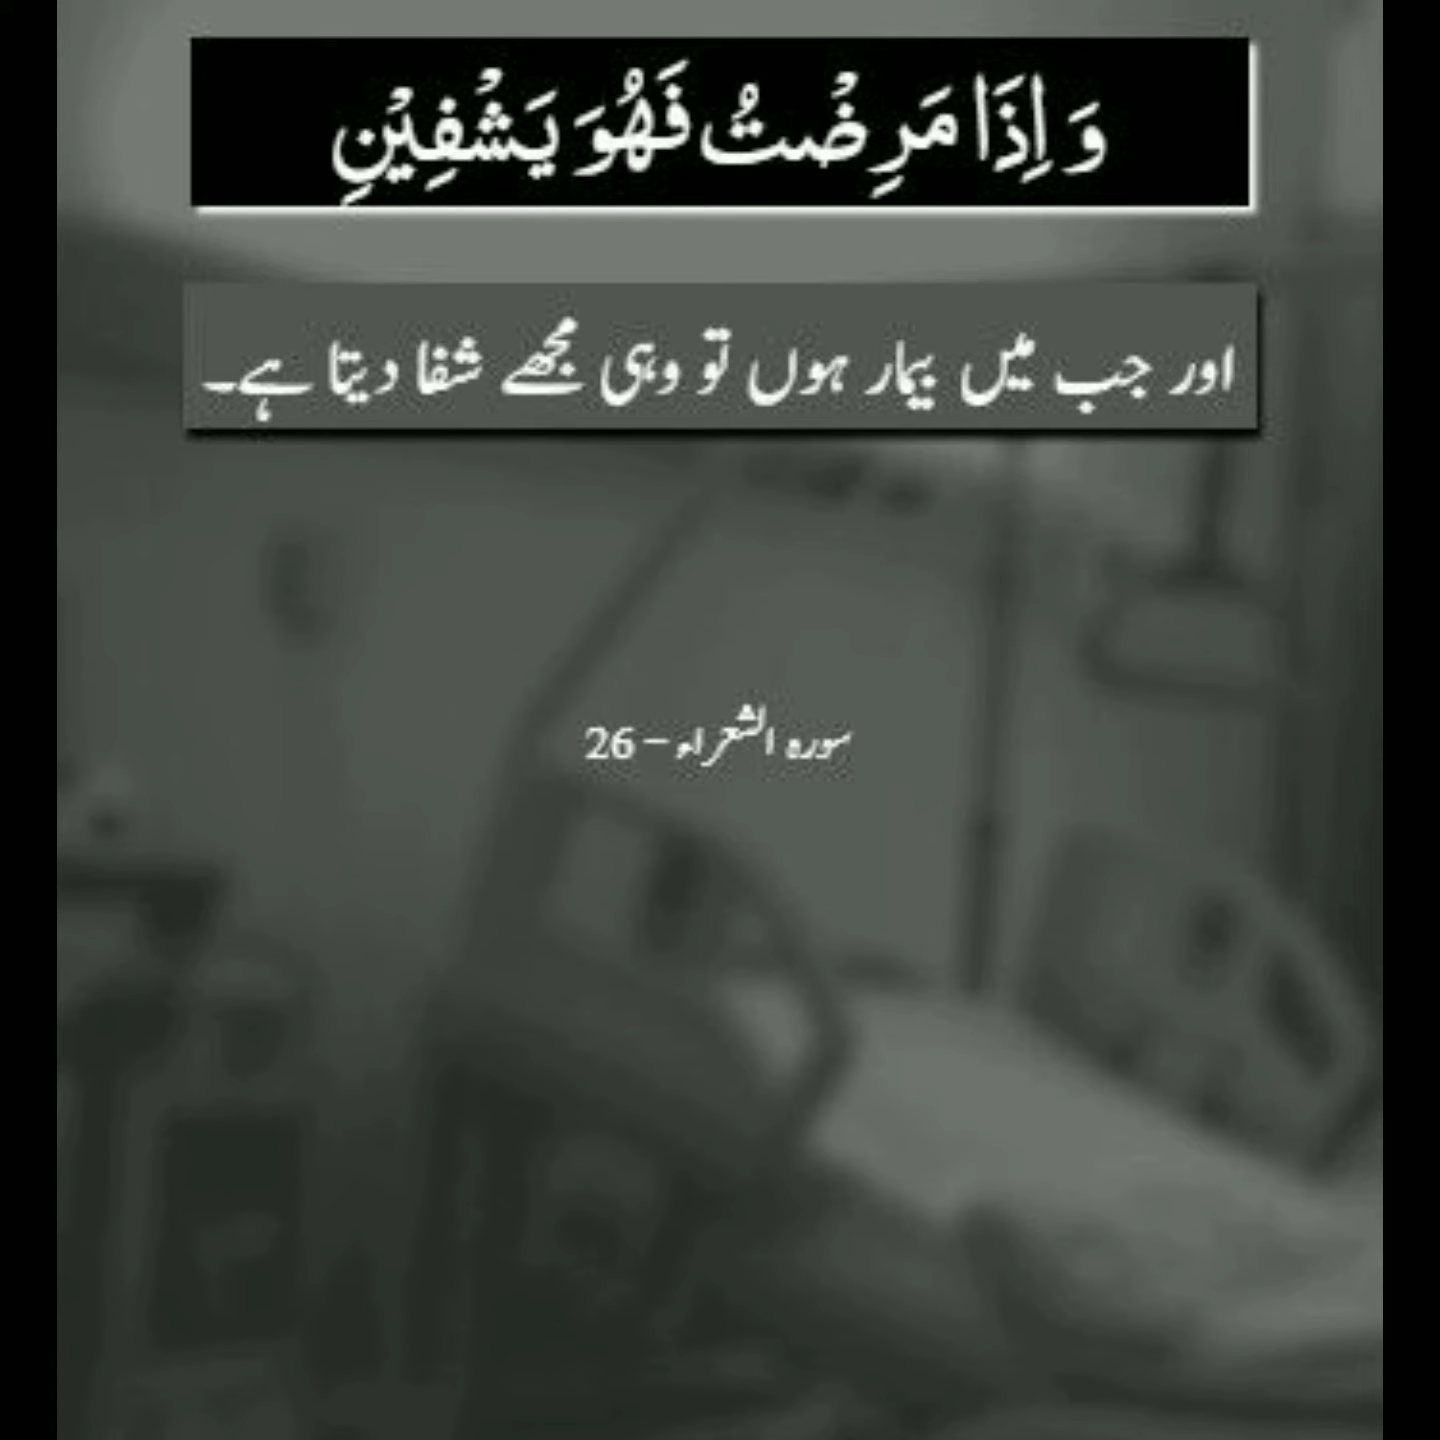 وَ اِذَا مَرِضْتُ فَهُوَ یَشْفِیْنِ
اور جب میں بیمار ہوں تو وہی مجھے شفا دیتا ہے۔
سورہ الشعراء – 26